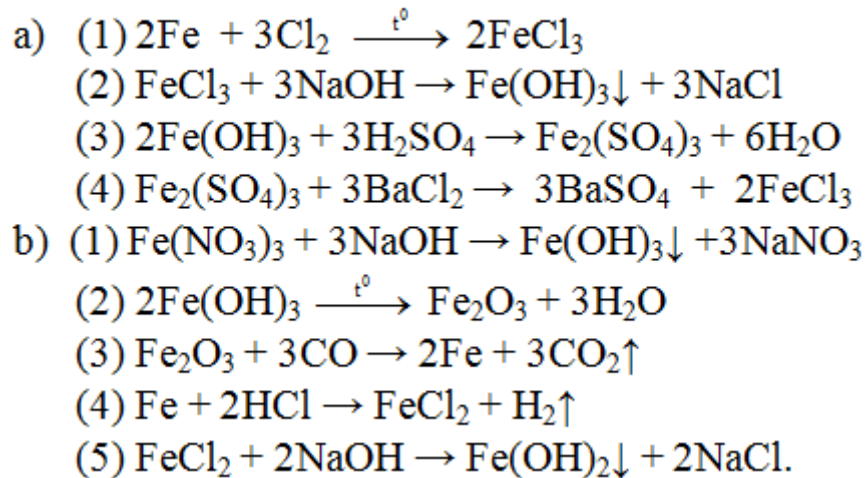 a) (1) 2Fe + 3Cl₂ —t⁰→ 2FeCl₃
(2) FeCl₃ + 3NaOH → Fe(OH)₃↓ + 3NaCl
(3) 2Fe(OH)₃ + 3H₂SO₄ → Fe₂(SO₄)₃ + 6H₂O
(4) Fe₂(SO₄)₃ + 3BaCl₂ → 3BaSO₄ + 2FeCl₃
b) (1) Fe(NO₃)₃ + 3NaOH → Fe(OH)₃↓ +3NaNO₃
(2) 2Fe(OH)₃ —t⁰→ Fe₂O₃ + 3H₂O
(3) Fe₂O₃ + 3CO → 2Fe + 3CO₂↑
(4) Fe + 2HCl → FeCl₂ + H₂↑
(5) FeCl₂ + 2NaOH → Fe(OH)₂↓ + 2NaCl.